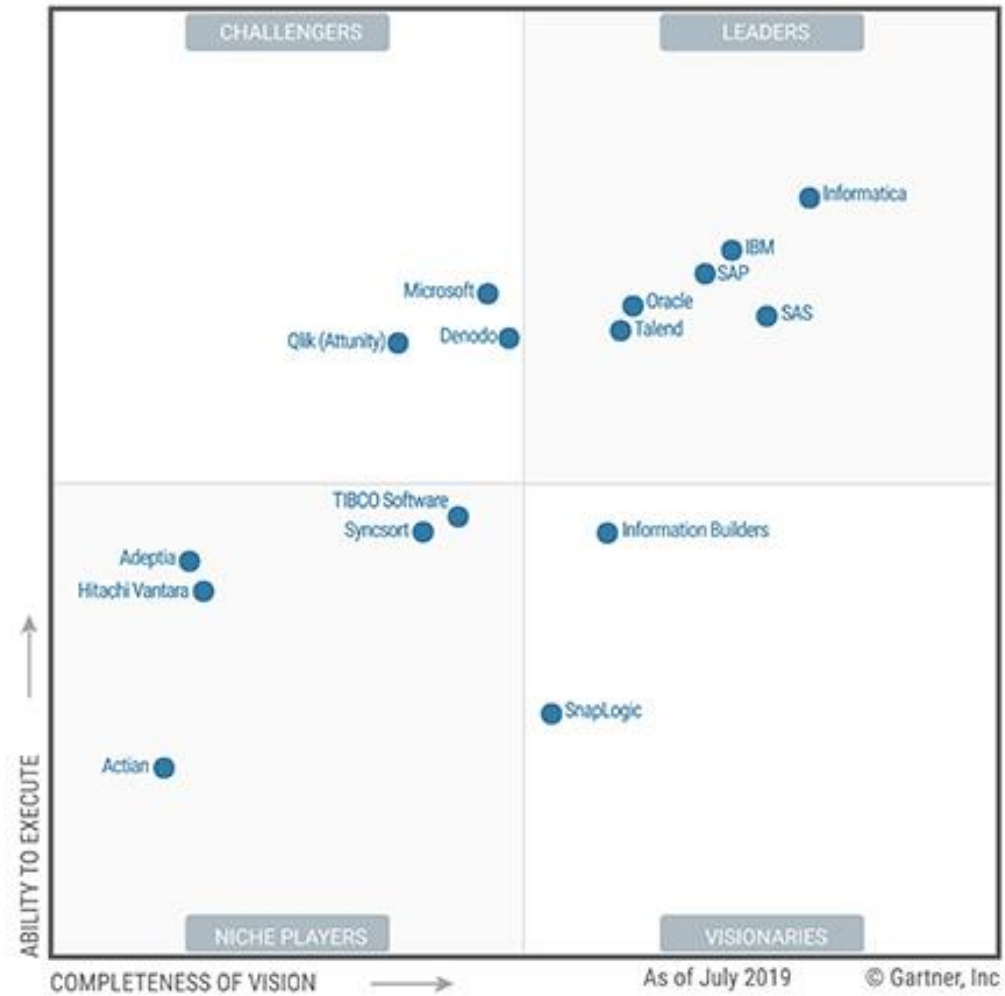 CHALLENGERS
LEADERS
Informatica
IBM
SAP
Microsoft
Oracle
SAS
Talend
Denodo
Qlik (Attunity)
TIBCO Software
Syncsort
Information Builders
Adeptia
Hitachi Vantara
SnapLogic
Actian
ABILITY TO EXECUTE
NICHE PLAYERS
VISIONARIES
COMPLETENESS OF VISION
As of July 2019
© Gartner, Inc